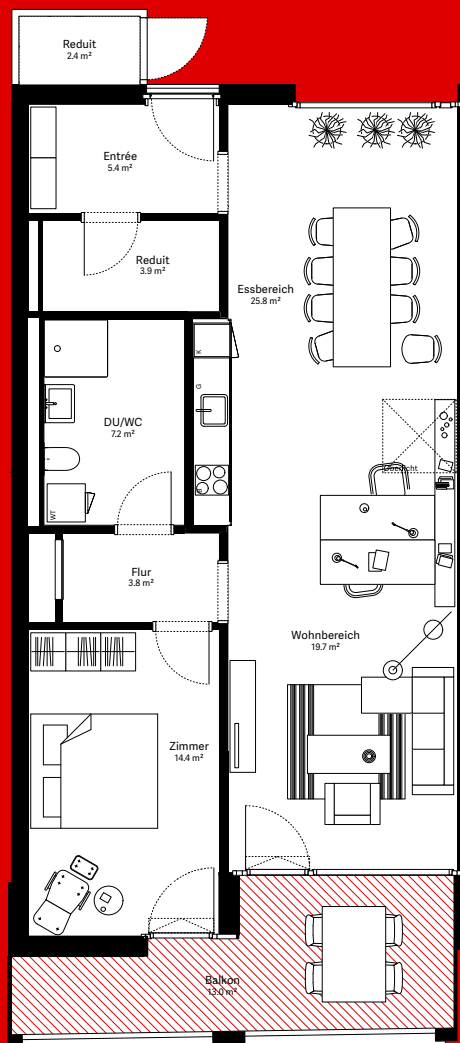 Reduit
2.4 m²
Entrée
5.4 m²
Reduit
3.9 m²
Essbereich
25.8 m²
K
G
DU/WC
7.2 m²
WT
Flur
3.8 m²
Wohnbereich
19.7 m²
Zimmer
14.4 m²
Balkon
13.0 m²